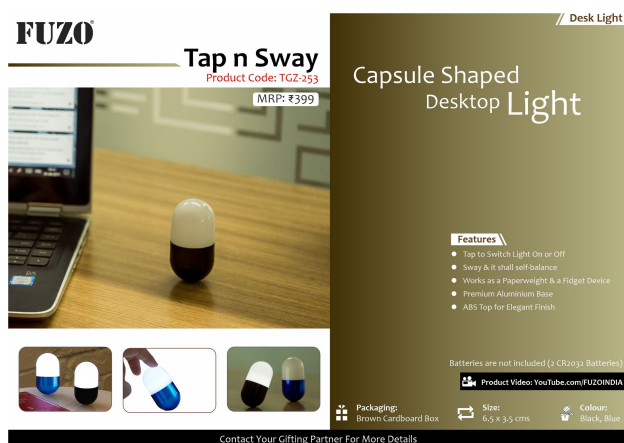 FUZO
Tap n Sway
Product Code: TGZ-253
MRP: ₹399
Desk Light
Capsule Shaped
Desktop Light
Features
Tap to Switch Light On or Off
Sway & it shall self-balance
Works as a Paperweight & a Fidget Device
Premium Aluminium Base
ABS Top for Elegant Finish
Batteries are not included (2 CR2032 Batteries)
Product Video: YouTube.com/FUZOINDIA
Packaging:
Brown Cardboard Box
Size:
6.5 x 3.5 cms
Colour:
Black, Blue
Contact Your Gifting Partner For More Details